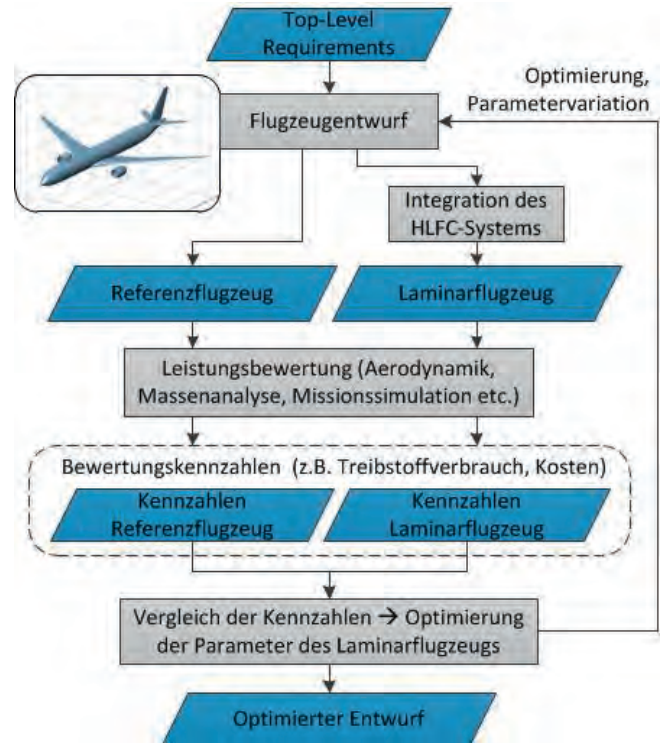 Top-Level
Requirements
Optimierung,
Parametervariation
Flugzeugentwurf
Integration des
HLFC-Systems
Referenzflugzeug
Laminarflugzeug
Leistungsbewertung (Aerodynamik,
Massenanalyse, Missionssimulation etc.)
Bewertungskennzahlen (z.B. Treibstoffverbrauch, Kosten)
Kennzahlen
Referenzflugzeug
Kennzahlen
Laminarflugzeug
Vergleich der Kennzahlen → Optimierung
der Parameter des Laminarflugzeugs
Optimierter Entwurf